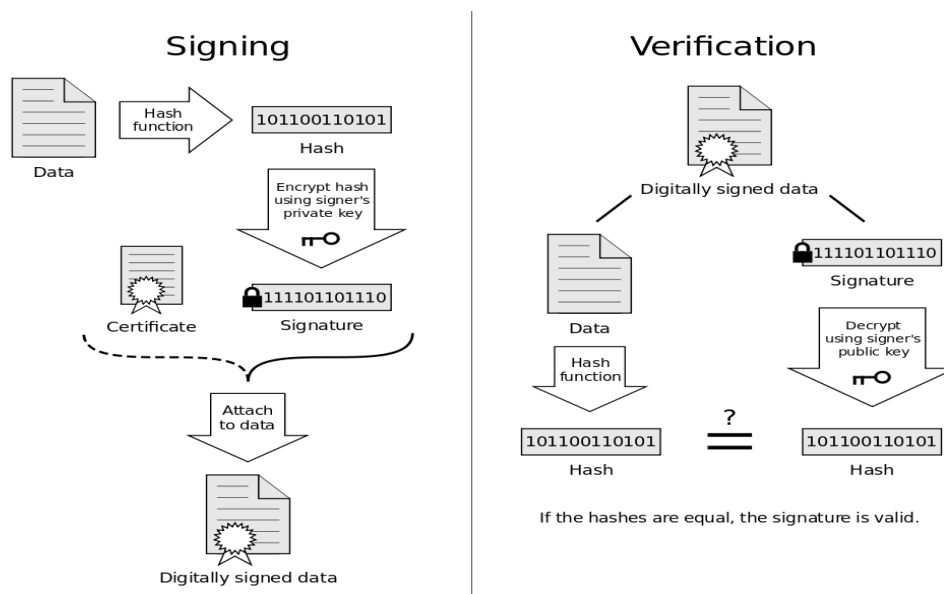 Signing
Data
Hash
function
101100110101
Hash
Encrypt hash
using signer's
private key
Certificate
111101101110
Signature
Attach
to data
Digitally signed data
Verification
Digitally signed data
Data
Hash
function
101100110101
Hash
111101101110
Signature
Decrypt
using signer's
public key
101100110101
Hash
?
=
If the hashes are equal, the signature is valid.